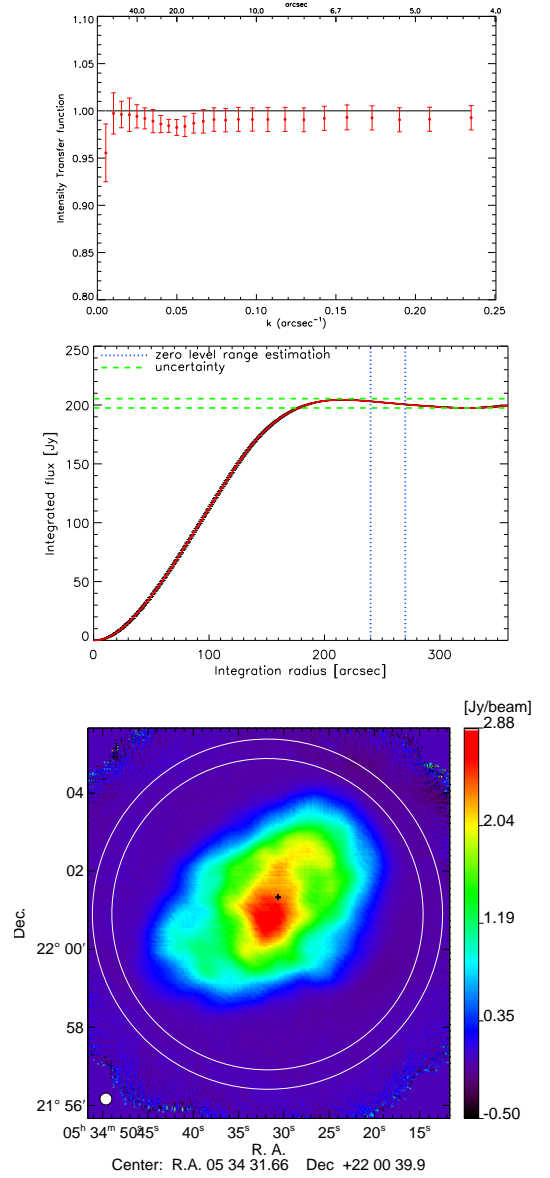 arcsec
40.0 20.0 10.0 6.7 5.0 4.0
1.10
1.05
1.00
0.95
0.90
0.85
0.80
Intensity Transfer function
0.00 0.05 0.10 0.15 0.20 0.25
k (arcsec⁻¹)
250
200
150
100
50
0
Integrated flux [Jy]
zero level range estimation
uncertainty
0 100 200 300
Integration radius [arcsec]
[Jy/beam]
2.88
2.04
1.19
0.35
-0.50
04
02
22° 00′
58
21° 56′
Dec.
05ʰ 34ᵐ 50ˢ 45ˢ 40ˢ 35ˢ 30ˢ 25ˢ 20ˢ 15ˢ
R. A.
Center: R.A. 05 34 31.66 Dec +22 00 39.9